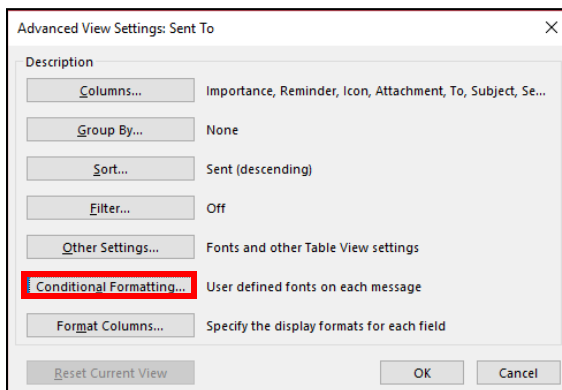 Advanced View Settings: Sent To
Description
Columns... Importance, Reminder, Icon, Attachment, To, Subject, Se...
Group By... None
Sort... Sent (descending)
Filter... Off
Other Settings... Fonts and other Table View settings
Conditional Formatting... User defined fonts on each message
Format Columns... Specify the display formats for each field
Reset Current View OK Cancel